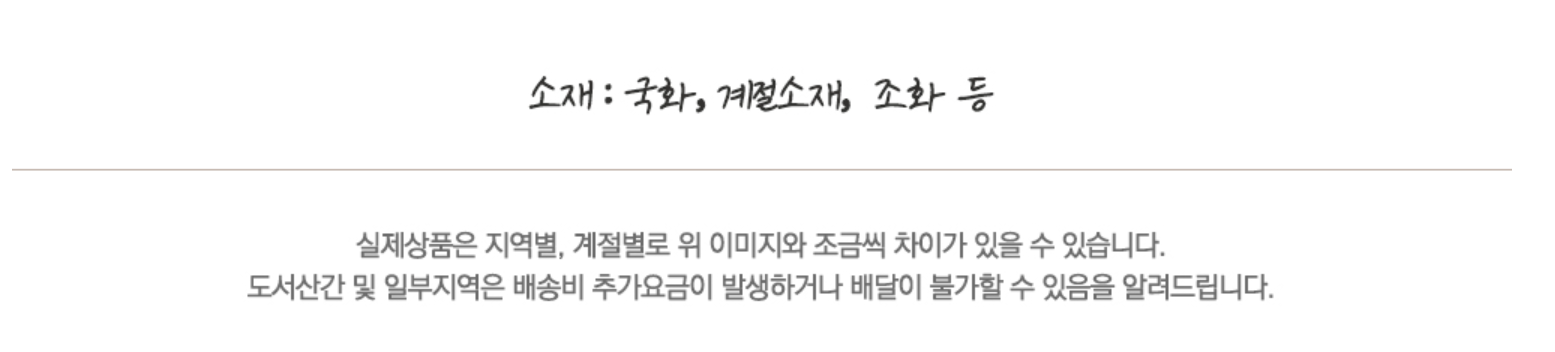 소재 : 국화, 계절소재, 조화 등
실제상품은 지역별, 계절별로 위 이미지와 조금씩 차이가 있을 수 있습니다.
도서산간 및 일부지역은 배송비 추가요금이 발생하거나 배달이 불가할 수 있음을 알려드립니다.